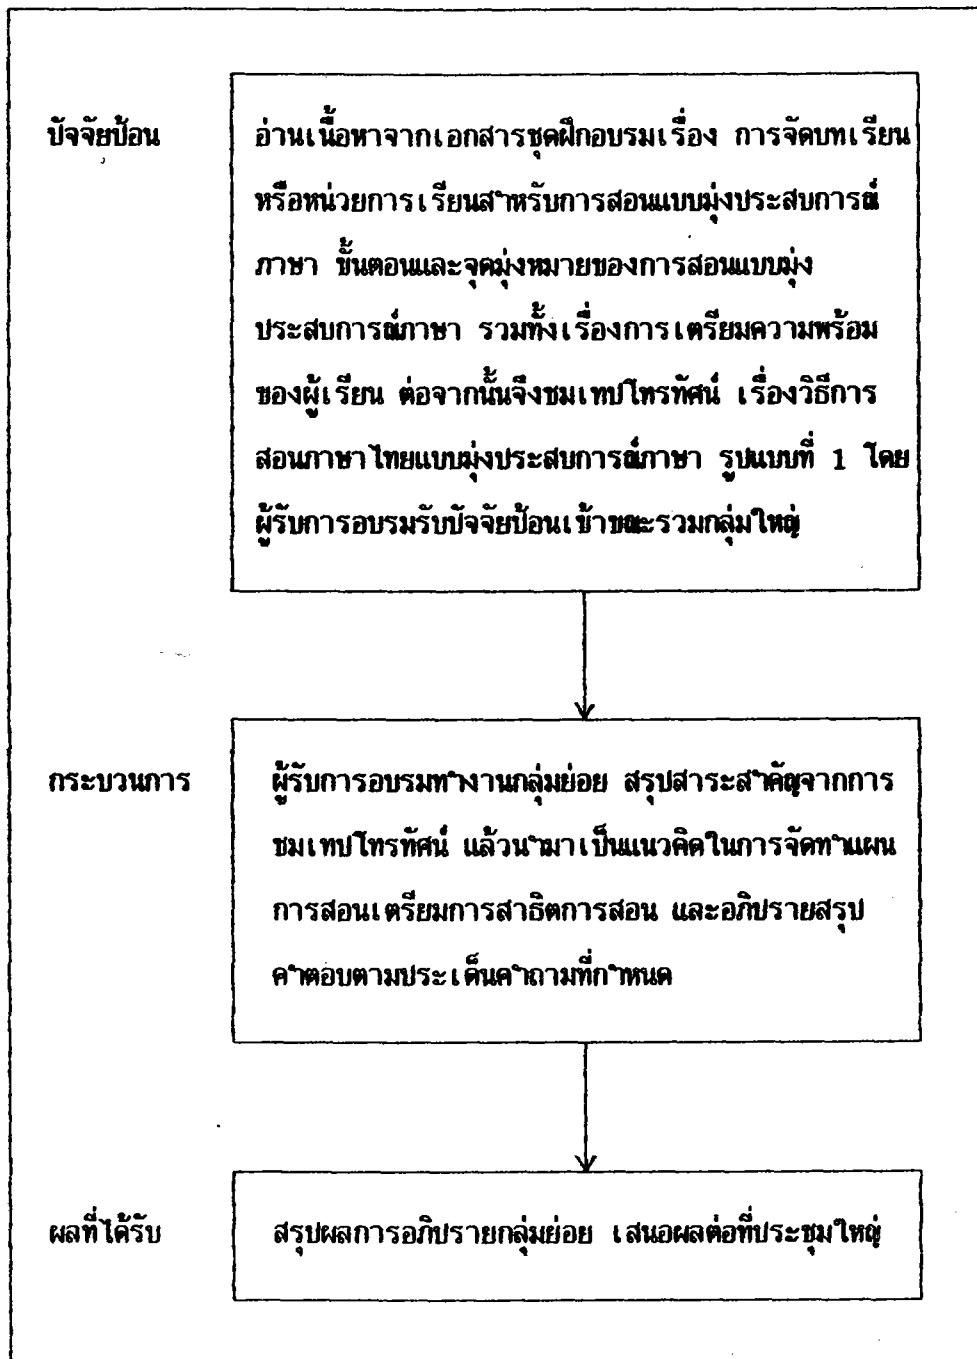 ปัจจัยป้อน อ่านเนื้อหาจากเอกสารชุดฝึกอบรมเรื่อง การจัดบทเรียน
หรือหน่วยการเรียนสำหรับการสอนแบบมุ่งประสบการณ์
ภาษา ขั้นตอนและจุดมุ่งหมายของการสอนแบบมุ่ง
ประสบการณ์ภาษา รวมทั้งเรื่องการเตรียมความพร้อม
ของผู้เรียน ต่อจากนั้นจึงชมเทปโทรทัศน์ เรื่องวิธีการ
สอนภาษาไทยแบบมุ่งประสบการณ์ภาษา รูปแบบที่ 1 โดย
ผู้รับการอบรมรับปัจจัยป้อนเข้าขณะรวมกลุ่มใหญ่
กระบวนการ ผู้รับการอบรมทำงานกลุ่มย่อย สรุปสาระสำคัญจากการ
ชมเทปโทรทัศน์ แล้วนำมาเป็นแนวคิดในการจัดทำแผน
การสอนเตรียมการสาธิตการสอน และอภิปรายสรุป
คำตอบตามประเด็นคำถามที่กำหนด
ผลที่ได้รับ สรุปผลการอภิปรายกลุ่มย่อย เสนอผลต่อที่ประชุมใหญ่